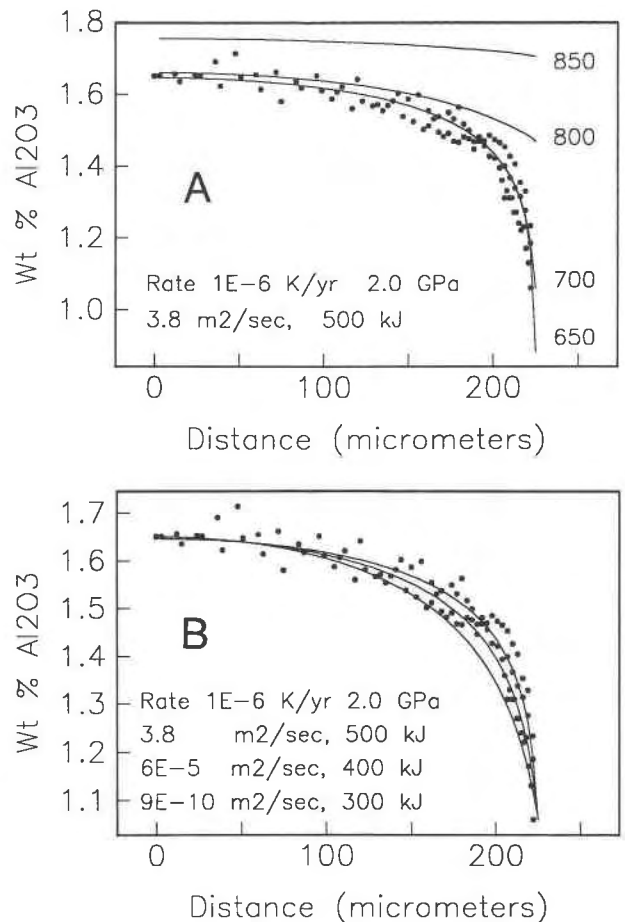 1.8
1.6
1.4
1.2
1.0
Wt % Al2O3
A
850
800
700
650
Rate 1E-6 K/yr 2.0 GPa
3.8 m2/sec, 500 kJ
0 100 200
Distance (micrometers)
1.7
1.6
1.5
1.4
1.3
1.2
1.1
Wt % Al2O3
B
Rate 1E-6 K/yr 2.0 GPa
3.8 m2/sec, 500 kJ
6E-5 m2/sec, 400 kJ
9E-10 m2/sec, 300 kJ
0 100 200
Distance (micrometers)